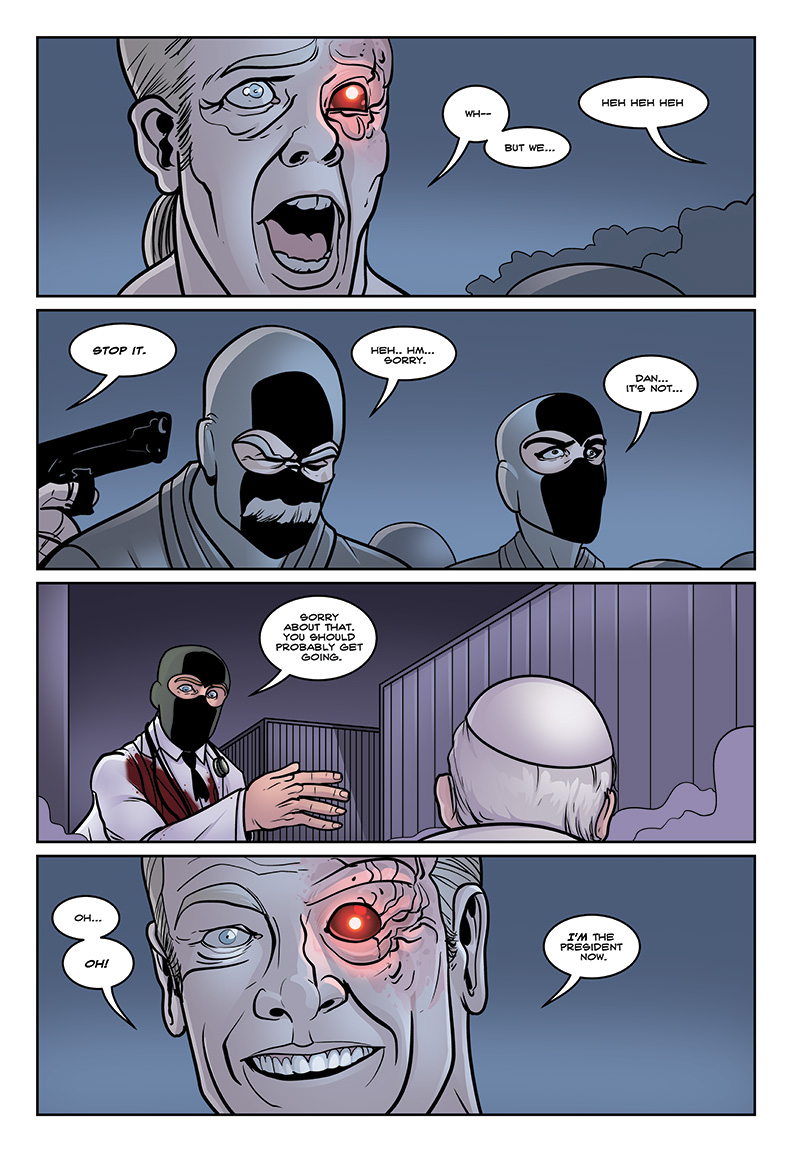 WH--
BUT WE...
HEH HEH HEH
STOP IT.
HEH.. HM...
SORRY.
DAN...
IT'S NOT...
SORRY
ABOUT THAT.
YOU SHOULD
PROBABLY GET
GOING.
OH...
OH!
I'M THE
PRESIDENT
NOW.